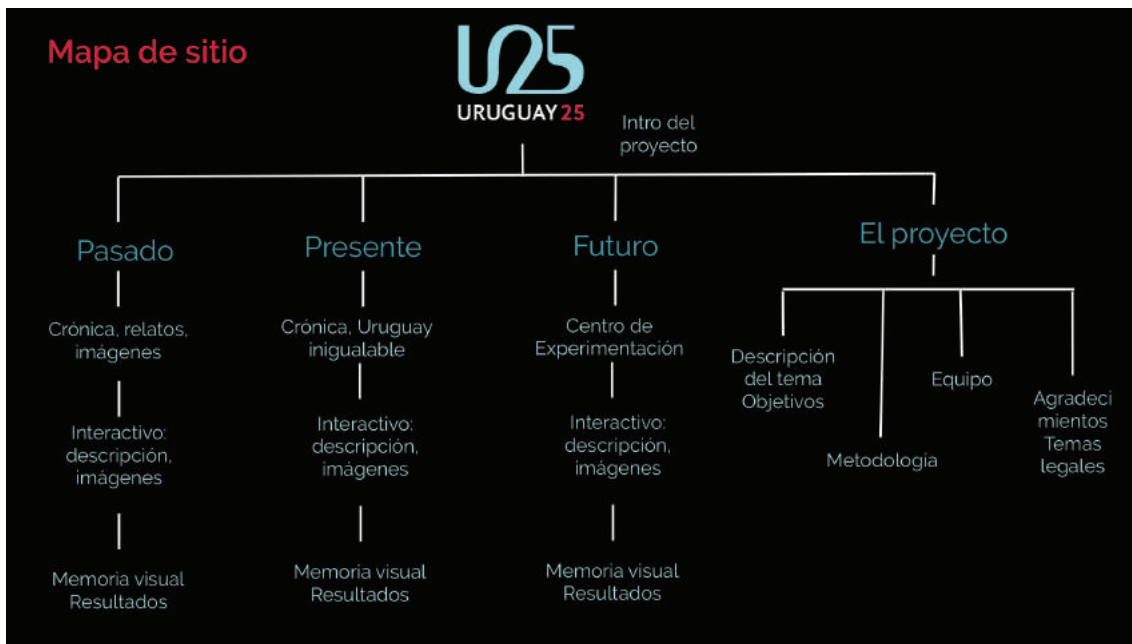 Mapa de sitio
U25
URUGUAY 25
Intro del
proyecto
Pasado
Crónica, relatos,
imágenes
Interactivo:
descripción,
imágenes
Memoria visual
Resultados
Presente
Crónica, Uruguay
inigualable
Interactivo:
descripción,
imágenes
Memoria visual
Resultados
Futuro
Centro de
Experimentación
Interactivo:
descripción,
imágenes
Memoria visual
Resultados
El proyecto
Descripción
del tema
Objetivos
Metodología
Equipo
Agradeci
mientos
Temas
legales